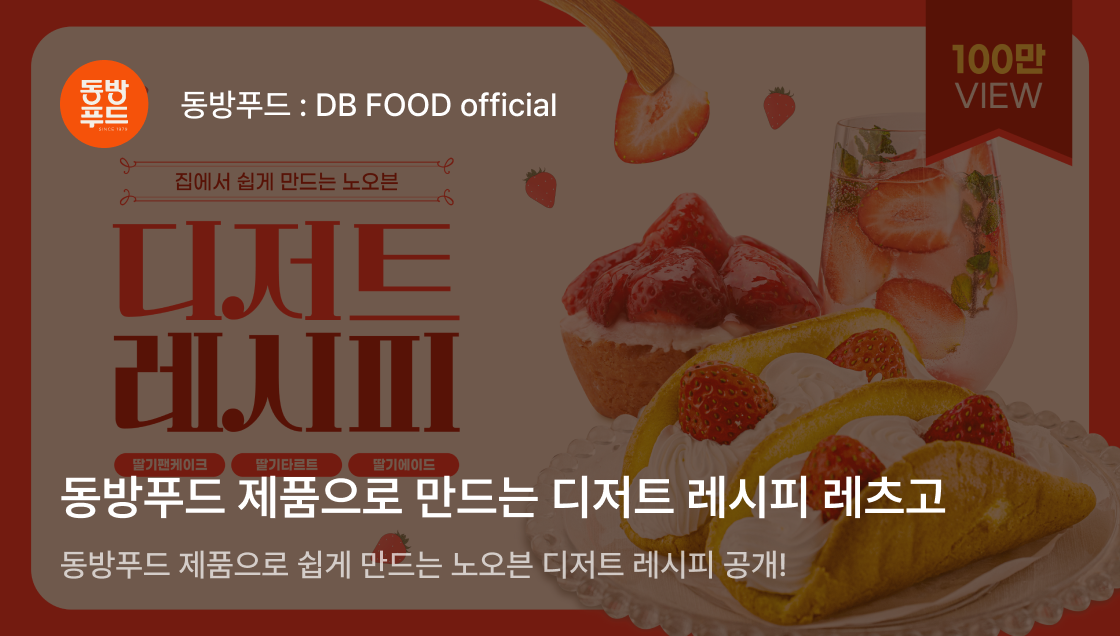 동방
푸드
SINCE 1976
동방푸드 : DB FOOD official
100만
VIEW
집에서 쉽게 만드는 노오븐
디저트
레시피
딸기팬케이크 딸기타르트 딸기에이드
동방푸드 제품으로 만드는 디저트 레시피 레츠고
동방푸드 제품으로 쉽게 만드는 노오븐 디저트 레시피 공개!